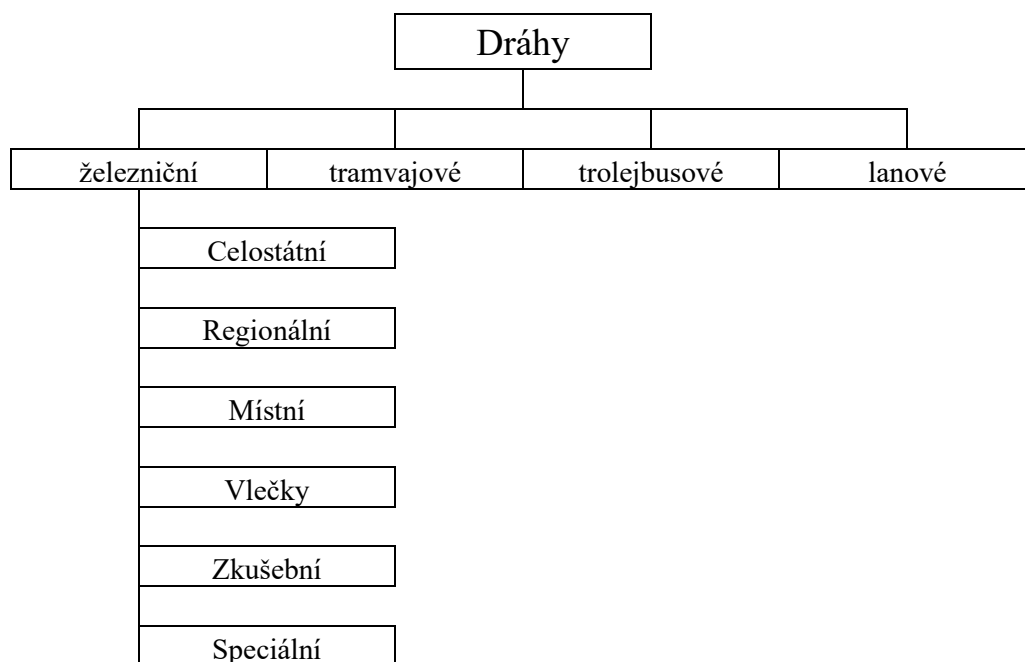 Dráhy
železniční
tramvajové
trolejbusové
lanové
Celostátní
Regionální
Místní
Vlečky
Zkušební
Speciální